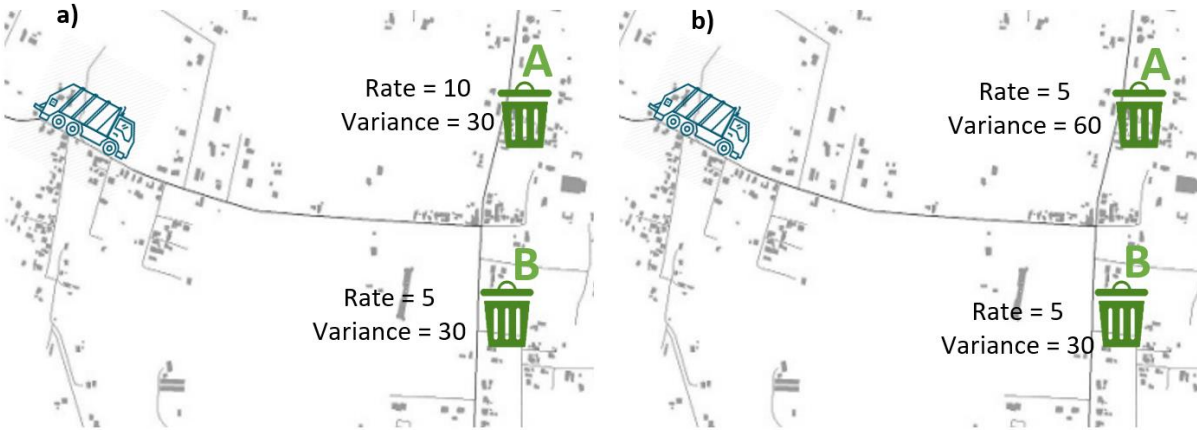 a)
A
Rate = 10
Variance = 30
B
Rate = 5
Variance = 30
b)
A
Rate = 5
Variance = 60
B
Rate = 5
Variance = 30